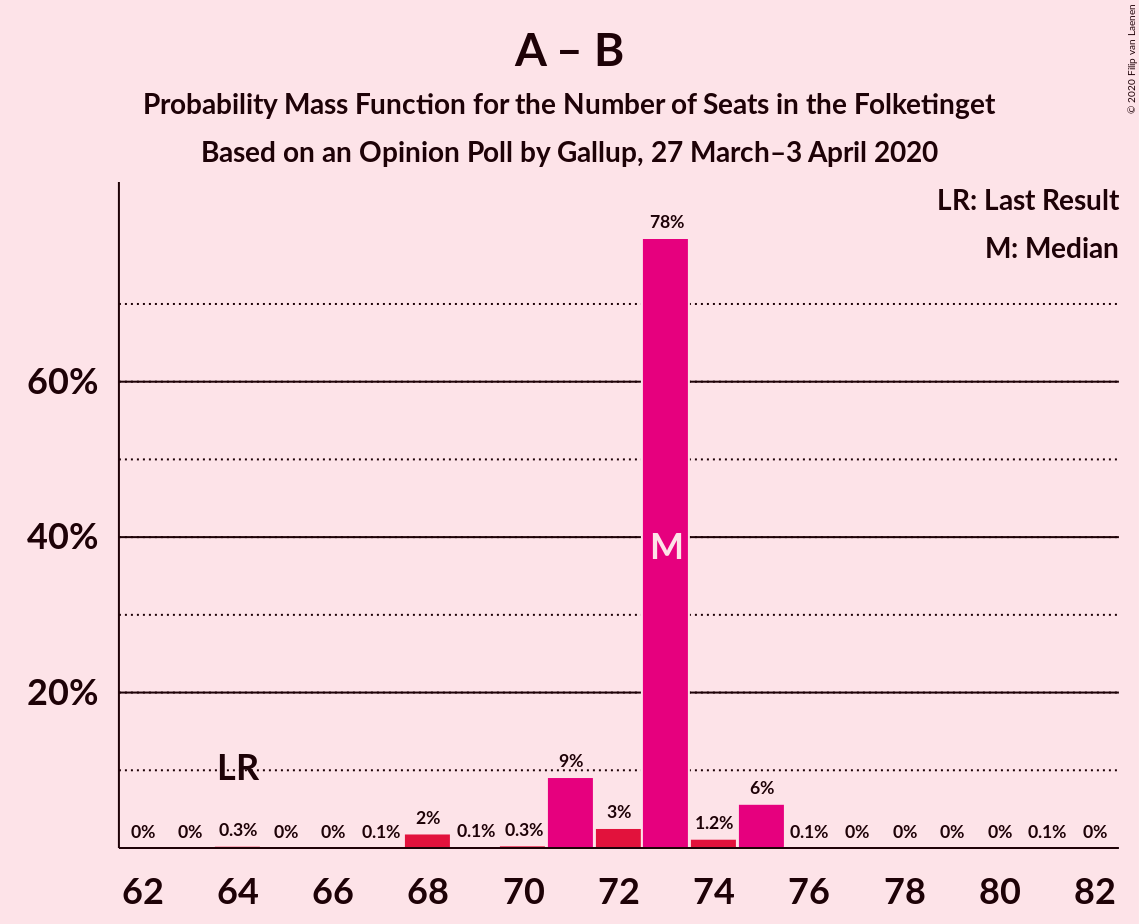 A – B
Probability Mass Function for the Number of Seats in the Folketinget
Based on an Opinion Poll by Gallup, 27 March–3 April 2020
© 2020 Filip van Laenen
LR: Last Result
M: Median
78%
60%
40%
M
20%
LR
9%
6%
3%
2%
1.2%
0% 0% 0.3% 0% 0% 0.1% 0.1% 0.3% 0.1% 0% 0% 0% 0% 0.1% 0%
62 64 66 68 70 72 74 76 78 80 82